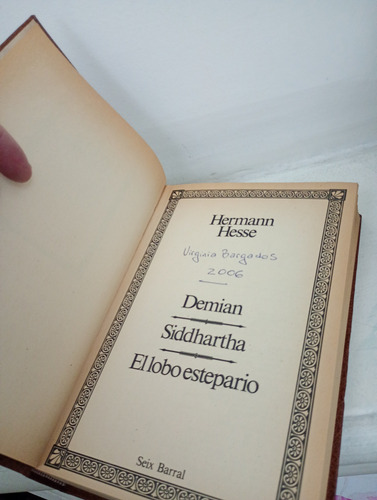 Hermann
Hesse
Virginia Bargados
2006
Demian
Siddhartha
El lobo estepario
Seix Barral